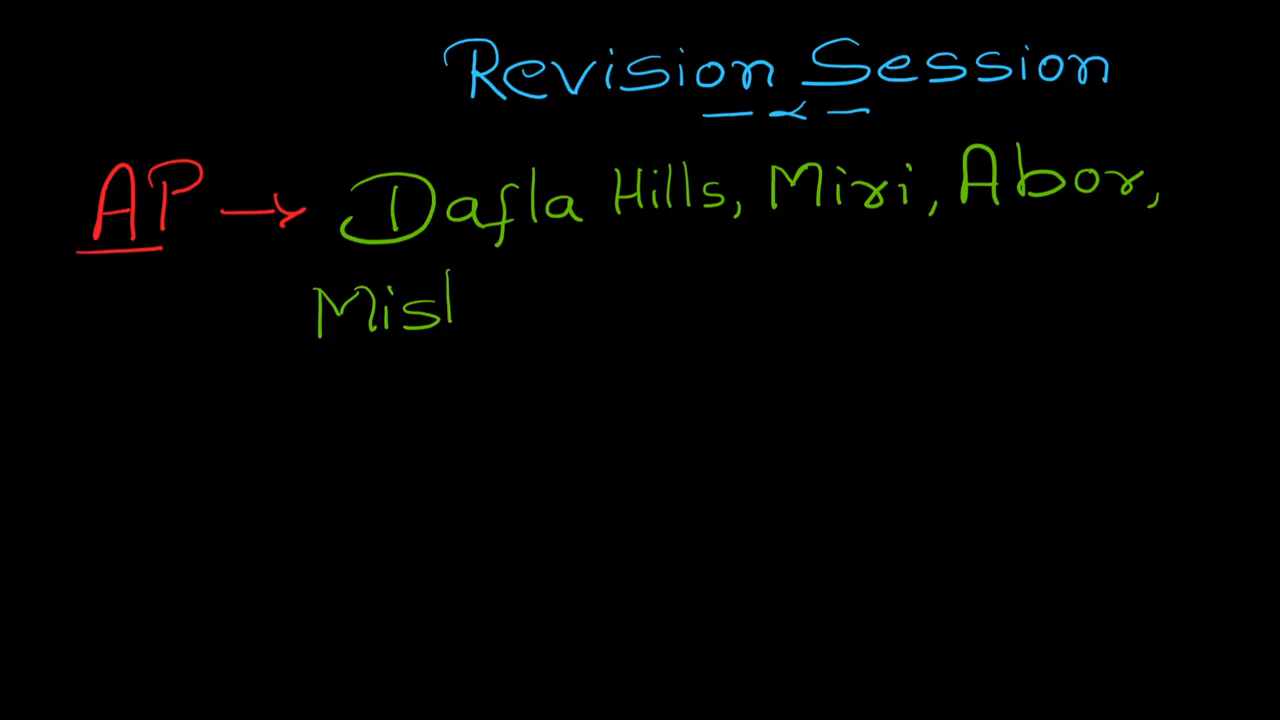 Revision Session
AP → Dafla Hills, Miri, Abor,
Misl